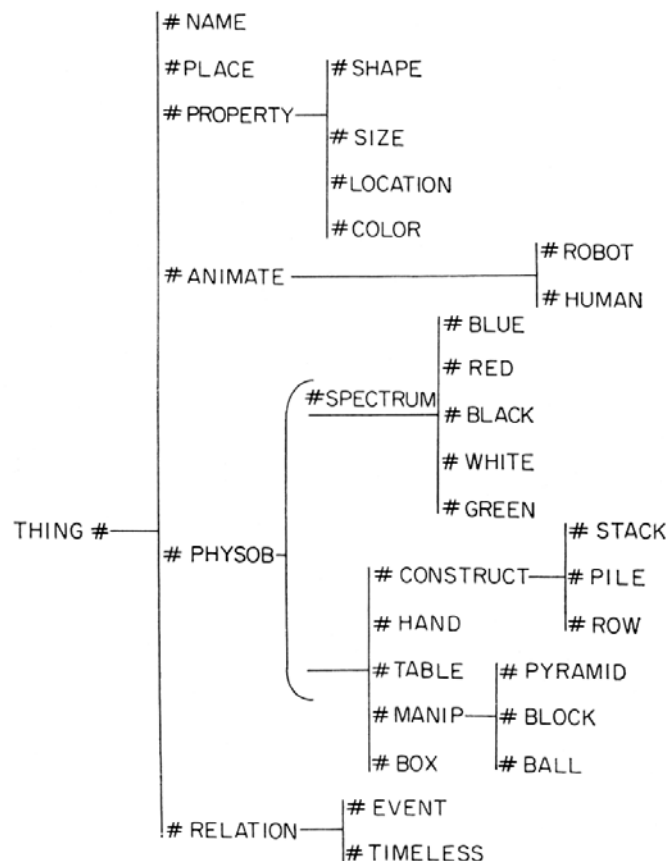 # NAME
#PLACE
# PROPERTY
# SHAPE
# SIZE
#LOCATION
# COLOR
# ANIMATE
# ROBOT
# HUMAN
THING #
# PHYSOB
#SPECTRUM
# BLUE
# RED
# BLACK
# WHITE
# GREEN
# CONSTRUCT
# STACK
# PILE
# ROW
# HAND
# TABLE
# MANIP
# PYRAMID
# BLOCK
# BALL
# BOX
# RELATION
# EVENT
# TIMELESS